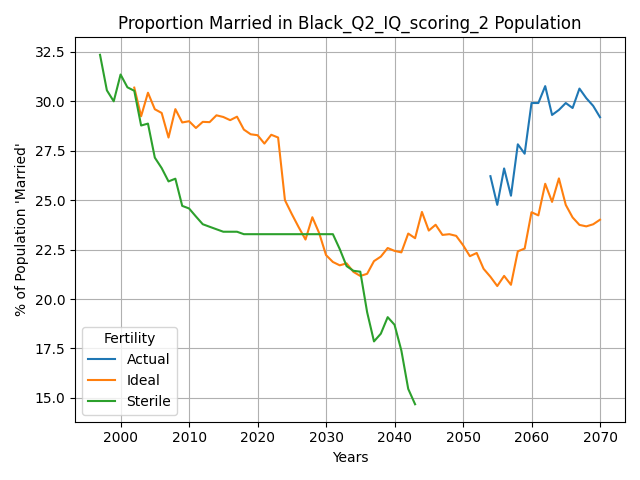 Proportion Married in Black_Q2_IQ_scoring_2 Population
% of Population 'Married'
32.5
30.0
27.5
25.0
22.5
20.0
17.5
15.0
Fertility
Actual
Ideal
Sterile
2000 2010 2020 2030 2040 2050 2060 2070
Years